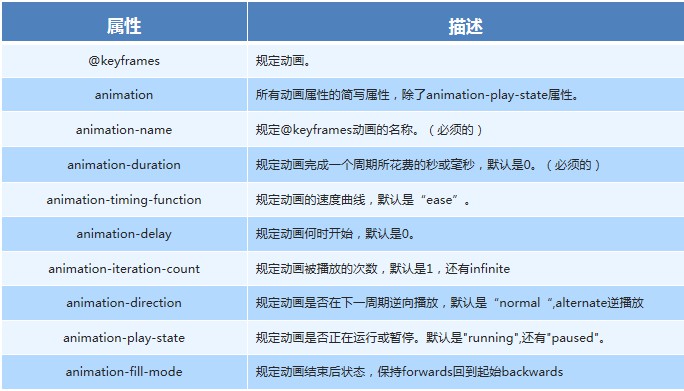 属性 描述
@keyframes 规定动画。
animation 所有动画属性的简写属性，除了animation-play-state属性。
animation-name 规定@keyframes动画的名称。（必须的）
animation-duration 规定动画完成一个周期所花费的秒或毫秒，默认是0。（必须的）
animation-timing-function 规定动画的速度曲线，默认是“ease”。
animation-delay 规定动画何时开始，默认是0。
animation-iteration-count 规定动画被播放的次数，默认是1，还有infinite
animation-direction 规定动画是否在下一周期逆向播放，默认是“normal“,alternate逆播放
animation-play-state 规定动画是否正在运行或暂停。默认是"running",还有"paused"。
animation-fill-mode 规定动画结束后状态，保持forwards回到起始backwards